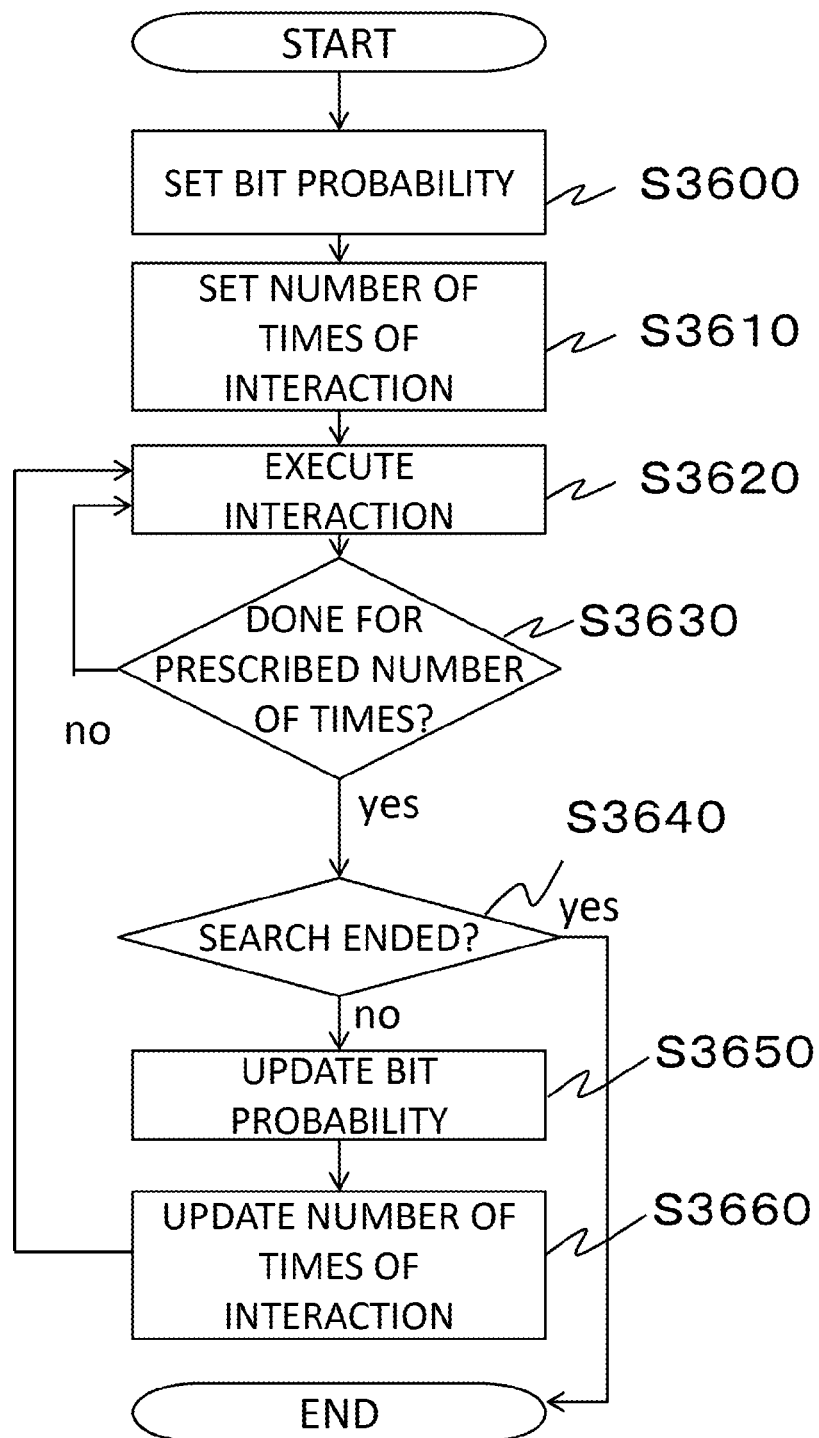 START
SET BIT PROBABILITY
S3600
SET NUMBER OF
TIMES OF
INTERACTION
S3610
EXECUTE
INTERACTION
S3620
DONE FOR
PRESCRIBED NUMBER
OF TIMES?
S3630
no
yes
S3640
SEARCH ENDED?
yes
no
UPDATE BIT
PROBABILITY
S3650
UPDATE NUMBER OF
TIMES OF
INTERACTION
S3660
END